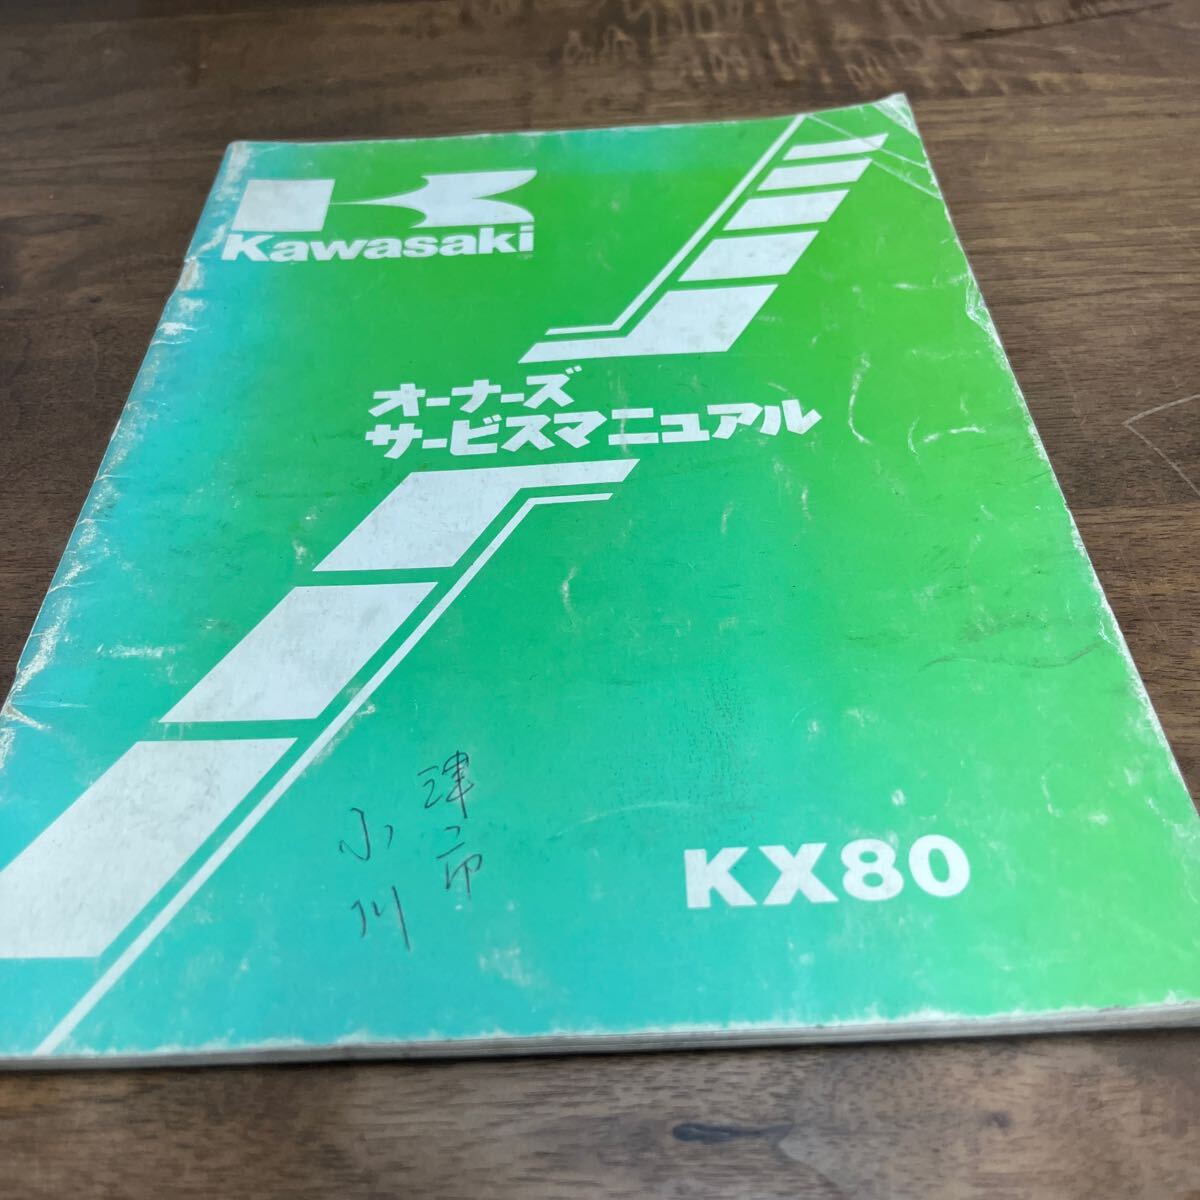 Kawasaki
オーナーズ
サービスマニュアル
津市
小川
KX80